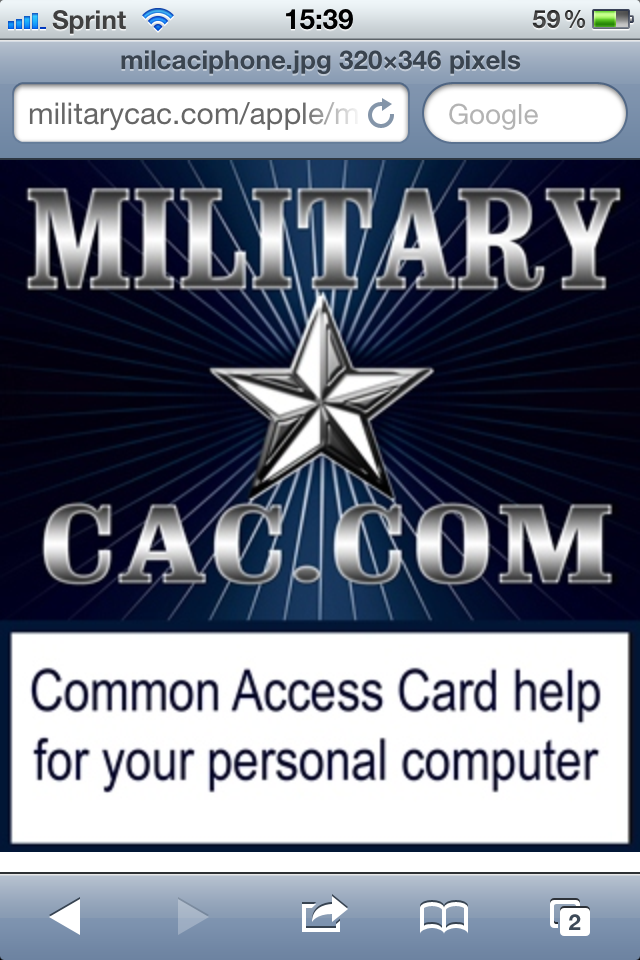 Sprint 15:39 59%
milcaciphone.jpg 320×346 pixels
militarycac.com/apple/m Google
MILITARY
CAC.COM
Common Access Card help
for your personal computer
2